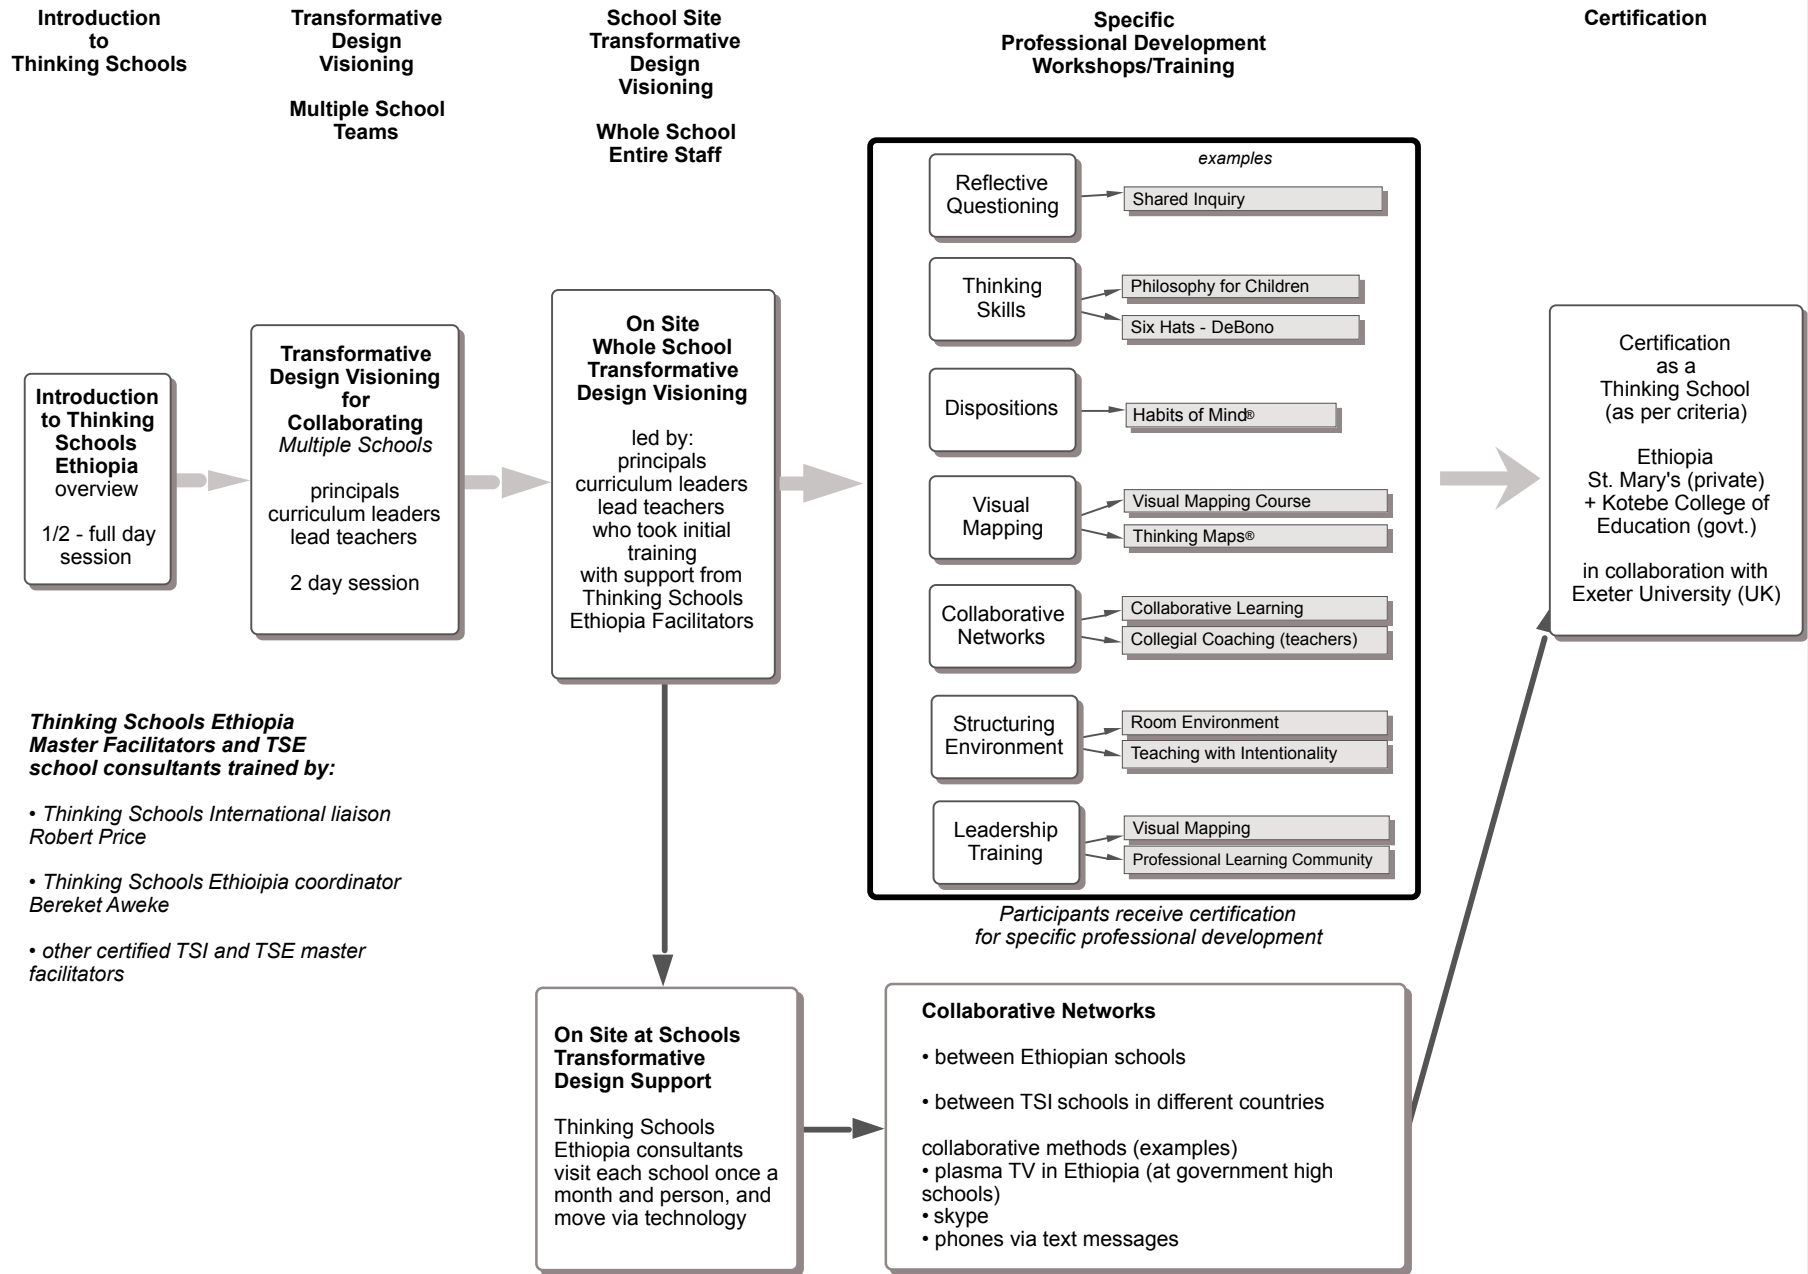 Introduction
to
Thinking Schools
Transformative
Design
Visioning
Multiple School
Teams
School Site
Transformative
Design
Visioning
Whole School
Entire Staff
Specific
Professional Development
Workshops/Training
Certification
Introduction
to Thinking
Schools
Ethiopia
overview
1/2 - full day
session
Transformative
Design Visioning
for
Collaborating
Multiple Schools
principals
curriculum leaders
lead teachers
2 day session
On Site
Whole School
Transformative
Design Visioning
led by:
principals
curriculum leaders
lead teachers
who took initial
training
with support from
Thinking Schools
Ethiopia Facilitators
examples
Reflective
Questioning
Shared Inquiry
Thinking
Skills
Philosophy for Children
Six Hats - DeBono
Dispositions
Habits of Mind®
Visual
Mapping
Visual Mapping Course
Thinking Maps®
Collaborative
Networks
Collaborative Learning
Collegial Coaching (teachers)
Structuring
Environment
Room Environment
Teaching with Intentionality
Leadership
Training
Visual Mapping
Professional Learning Community
Participants receive certification
for specific professional development
Certification
as a
Thinking School
(as per criteria)
Ethiopia
St. Mary's (private)
+ Kotebe College of
Education (govt.)
in collaboration with
Exeter University (UK)
Thinking Schools Ethiopia
Master Facilitators and TSE
school consultants trained by:
• Thinking Schools International liaison
Robert Price
• Thinking Schools Ethioipia coordinator
Bereket Aweke
• other certified TSI and TSE master
facilitators
On Site at Schools
Transformative
Design Support
Thinking Schools
Ethiopia consultants
visit each school once a
month and person, and
move via technology
Collaborative Networks
• between Ethiopian schools
• between TSI schools in different countries
collaborative methods (examples)
• plasma TV in Ethiopia (at government high
schools)
• skype
• phones via text messages